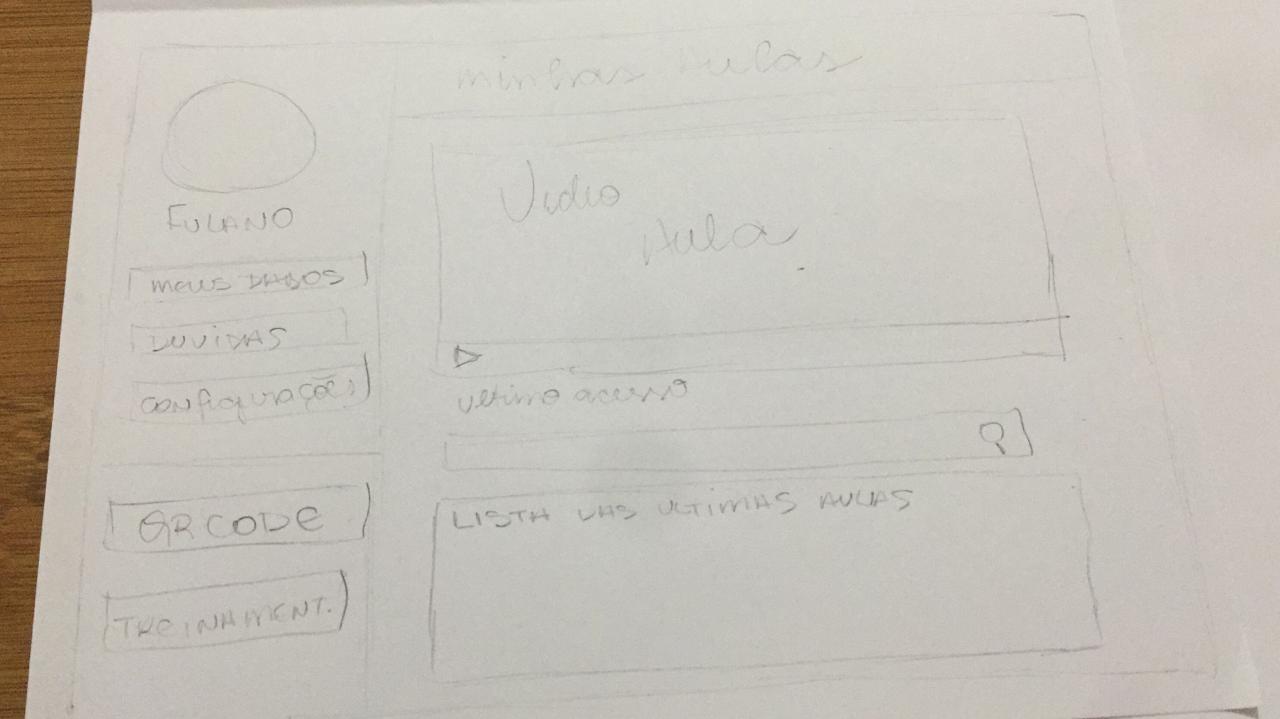 minhas Aulas
FULANO
MEUS DADOS
DUVIDAS
CONfiguraçÕES
QRCODE
TREINAMENT.
Video
Aula
ultimo acesso
LISTA DAS ULTIMAS AULAS